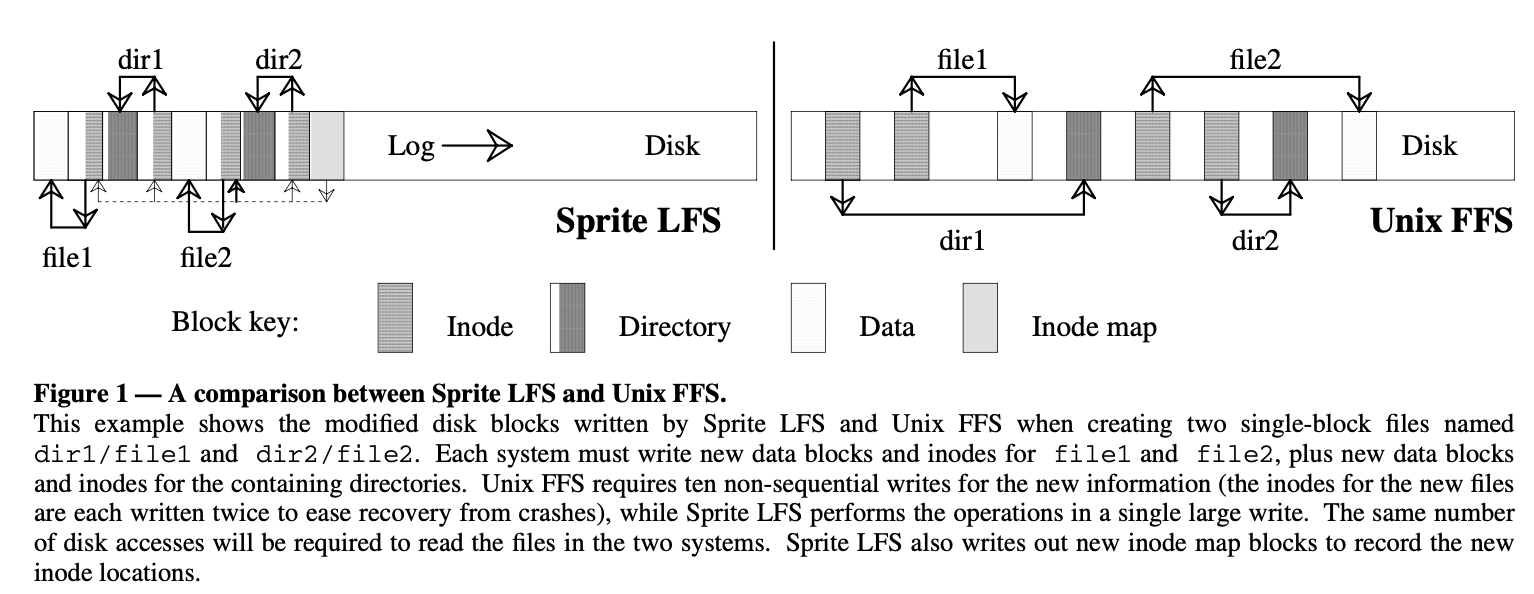 dir1 dir2 file1 file2
Log Disk Disk
Sprite LFS Unix FFS
file1 file2 dir1 dir2
Block key: Inode Directory Data Inode map
Figure 1 — A comparison between Sprite LFS and Unix FFS.
This example shows the modified disk blocks written by Sprite LFS and Unix FFS when creating two single-block files named
dir1/file1 and dir2/file2. Each system must write new data blocks and inodes for file1 and file2, plus new data blocks
and inodes for the containing directories. Unix FFS requires ten non-sequential writes for the new information (the inodes for the new files
are each written twice to ease recovery from crashes), while Sprite LFS performs the operations in a single large write. The same number
of disk accesses will be required to read the files in the two systems. Sprite LFS also writes out new inode map blocks to record the new
inode locations.